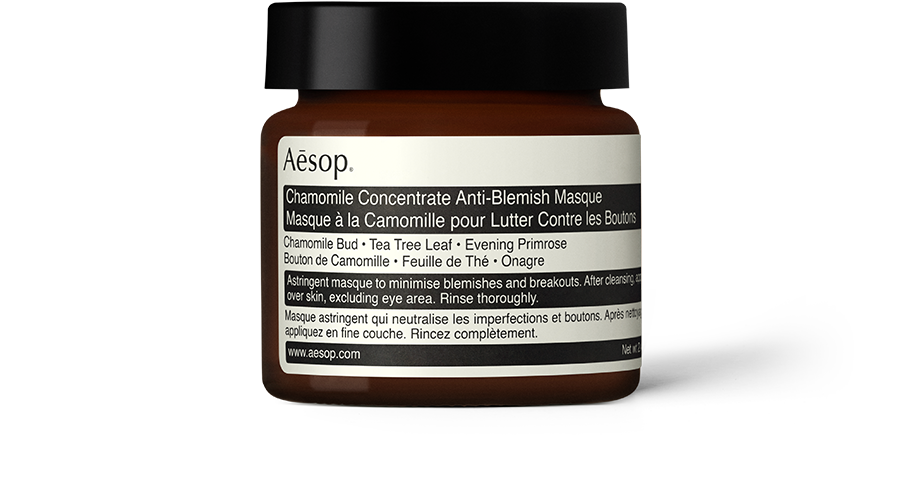 Aēsop®
Chamomile Concentrate Anti-Blemish Masque
Masque à la Camomille pour Lutter Contre les Boutons
Chamomile Bud • Tea Tree Leaf • Evening Primrose
Bouton de Camomille • Feuille de Thé • Onagre
Astringent masque to minimise blemishes and breakouts. After cleansing,
over skin, excluding eye area. Rinse thoroughly.
Masque astringent qui neutralise les imperfections et boutons. Après
appliquez en fine couche. Rincez complètement.
www.aesop.com Net wt 2